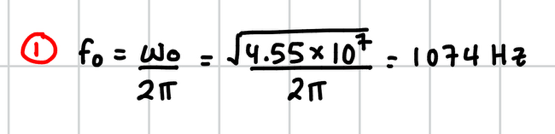 ① f₀ = ω₀/2π = √(4.55×10⁷)/2π = 1074 Hz